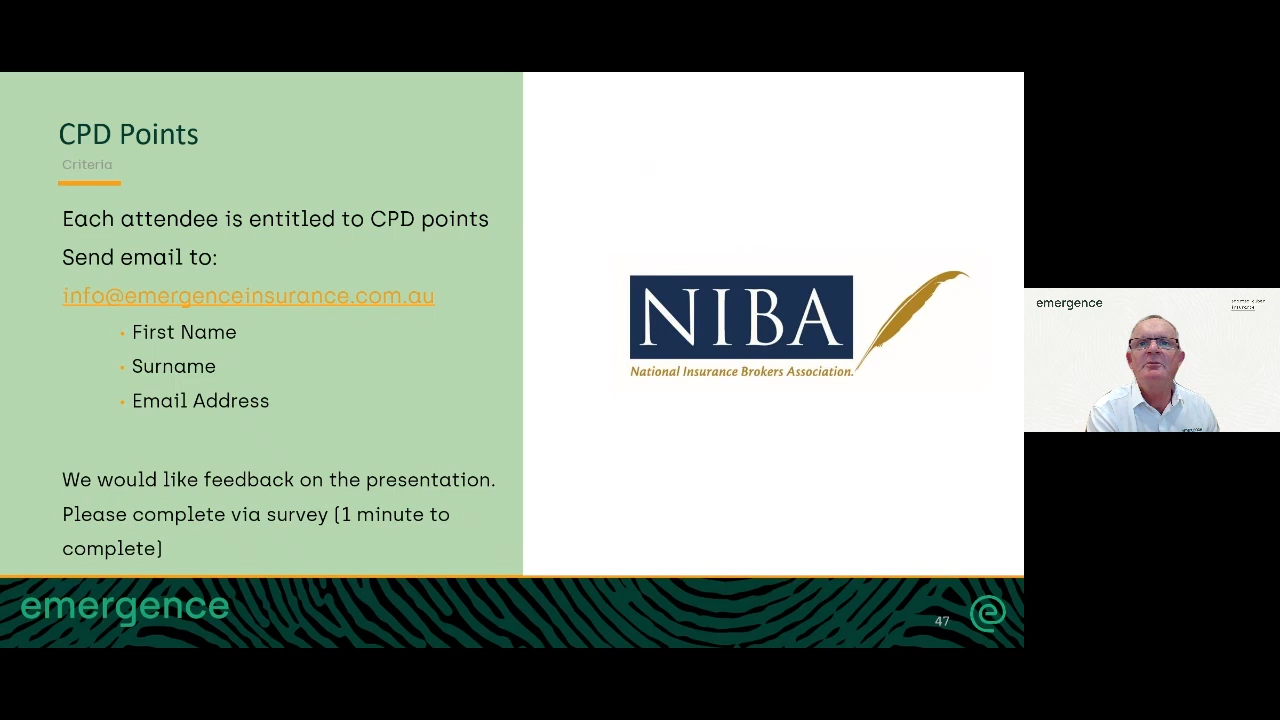 CPD Points
Criteria
Each attendee is entitled to CPD points
Send email to:
info@emergenceinsurance.com.au
• First Name
• Surname
• Email Address
We would like feedback on the presentation.
Please complete via survey (1 minute to
complete)
NIBA
National Insurance Brokers Association.
emergence
47
emergence